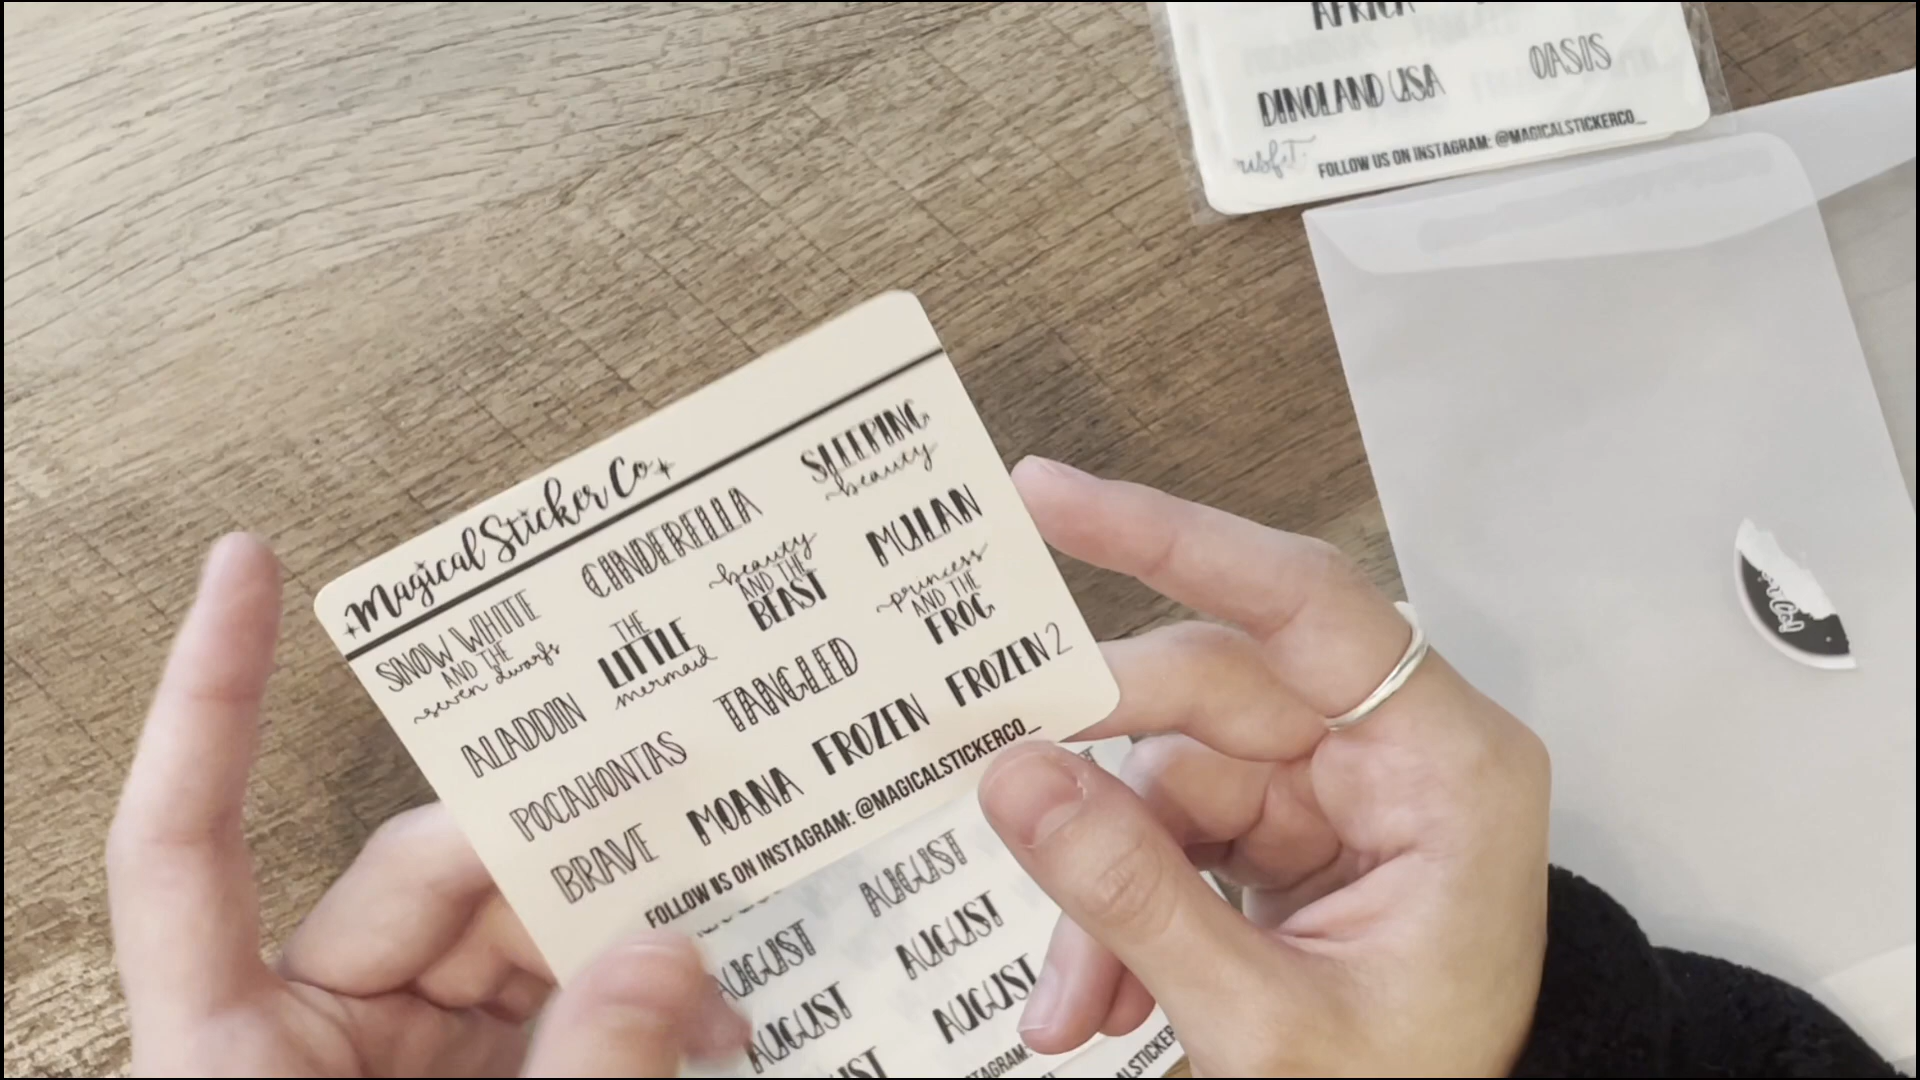 AFRICA
DINOLAND USA
OASIS
FOLLOW US ON INSTAGRAM: @MAGICALSTICKERCO_
Magical Sticker Co.
SNOW WHITE
AND THE
seven dwarfs
CINDERELLA
SLEEPING
beauty
ALADDIN
THE
LITTLE
mermaid
beauty
AND THE
BEAST
MULAN
POCAHONTAS
TANGLED
princess
AND THE
FROG
BRAVE
MOANA
FROZEN
FROZEN 2
FOLLOW US ON INSTAGRAM: @MAGICALSTICKERCO_
AUGUST
AUGUST
AUGUST
AUGUST
AUGUST